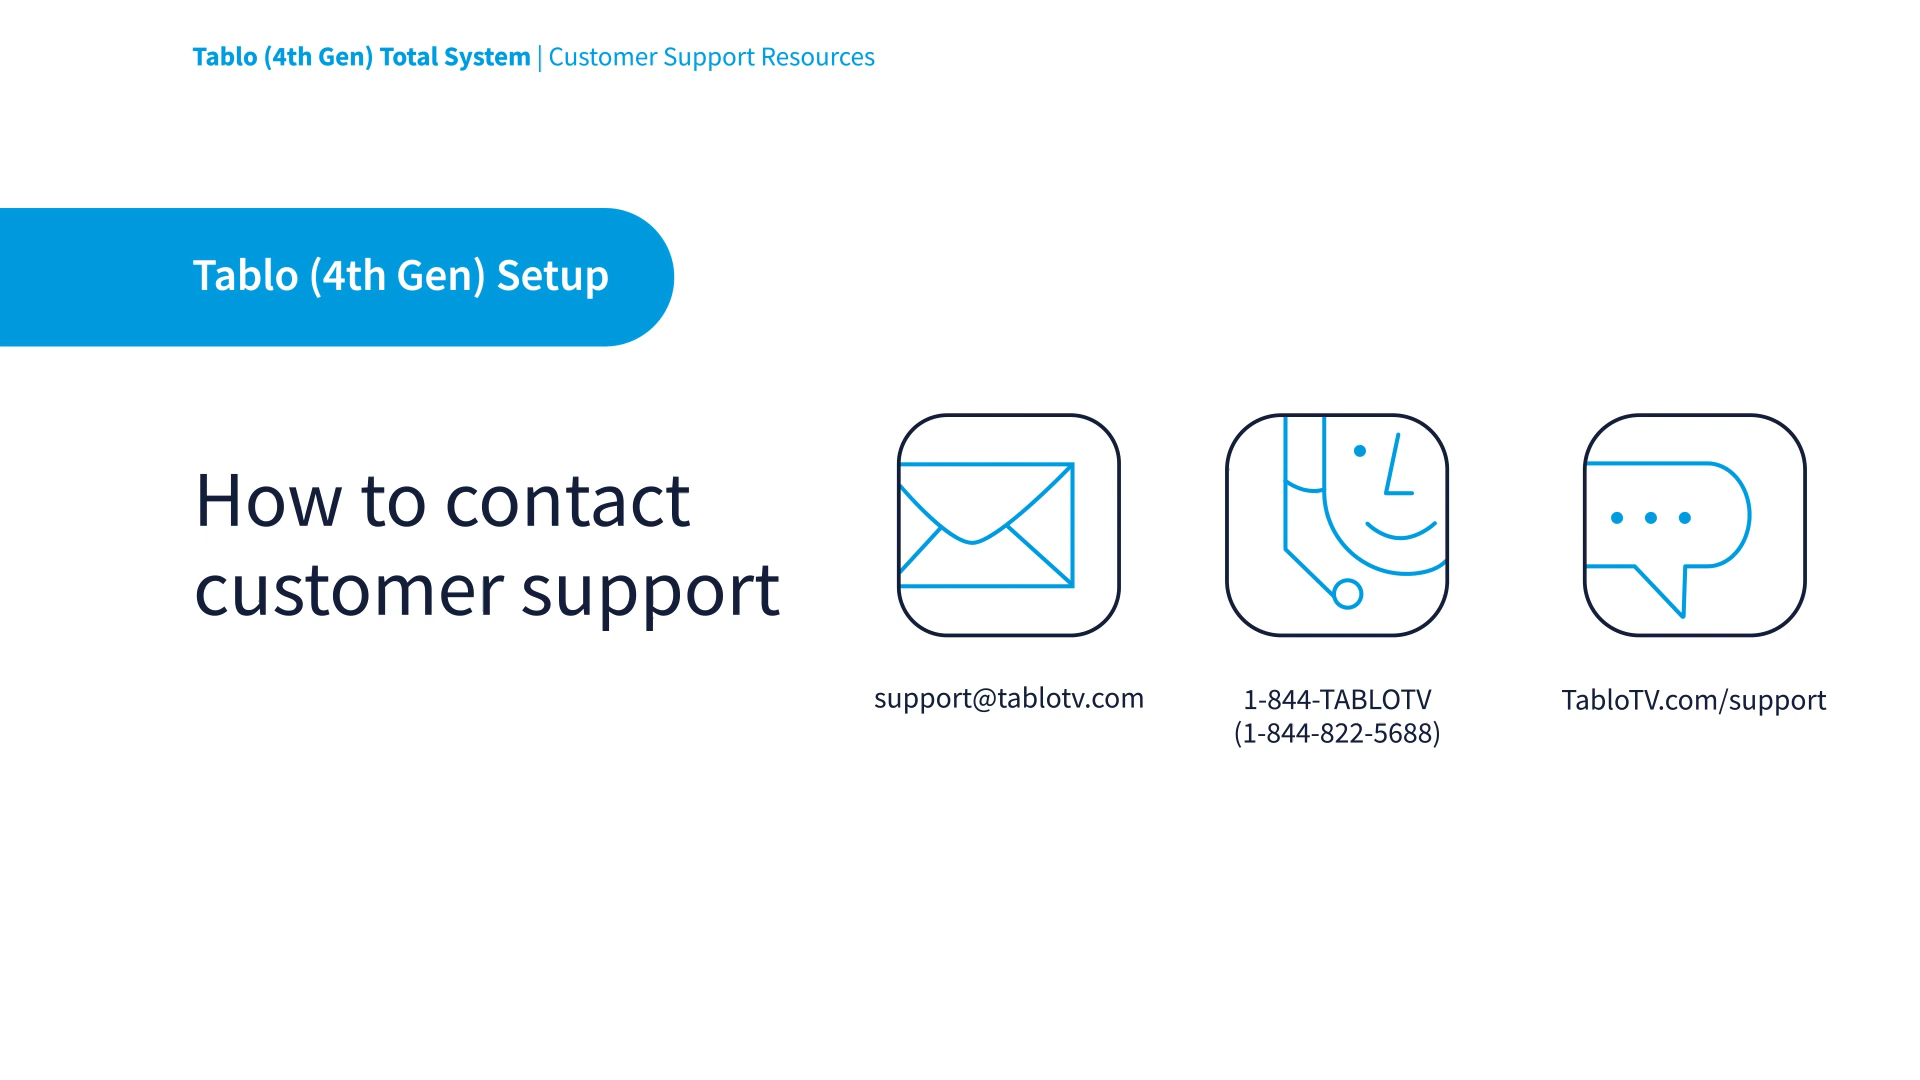 Tablo (4th Gen) Total System | Customer Support Resources
Tablo (4th Gen) Setup
How to contact
customer support
support@tablotv.com
1-844-TABLOTV
(1-844-822-5688)
TabloTV.com/support